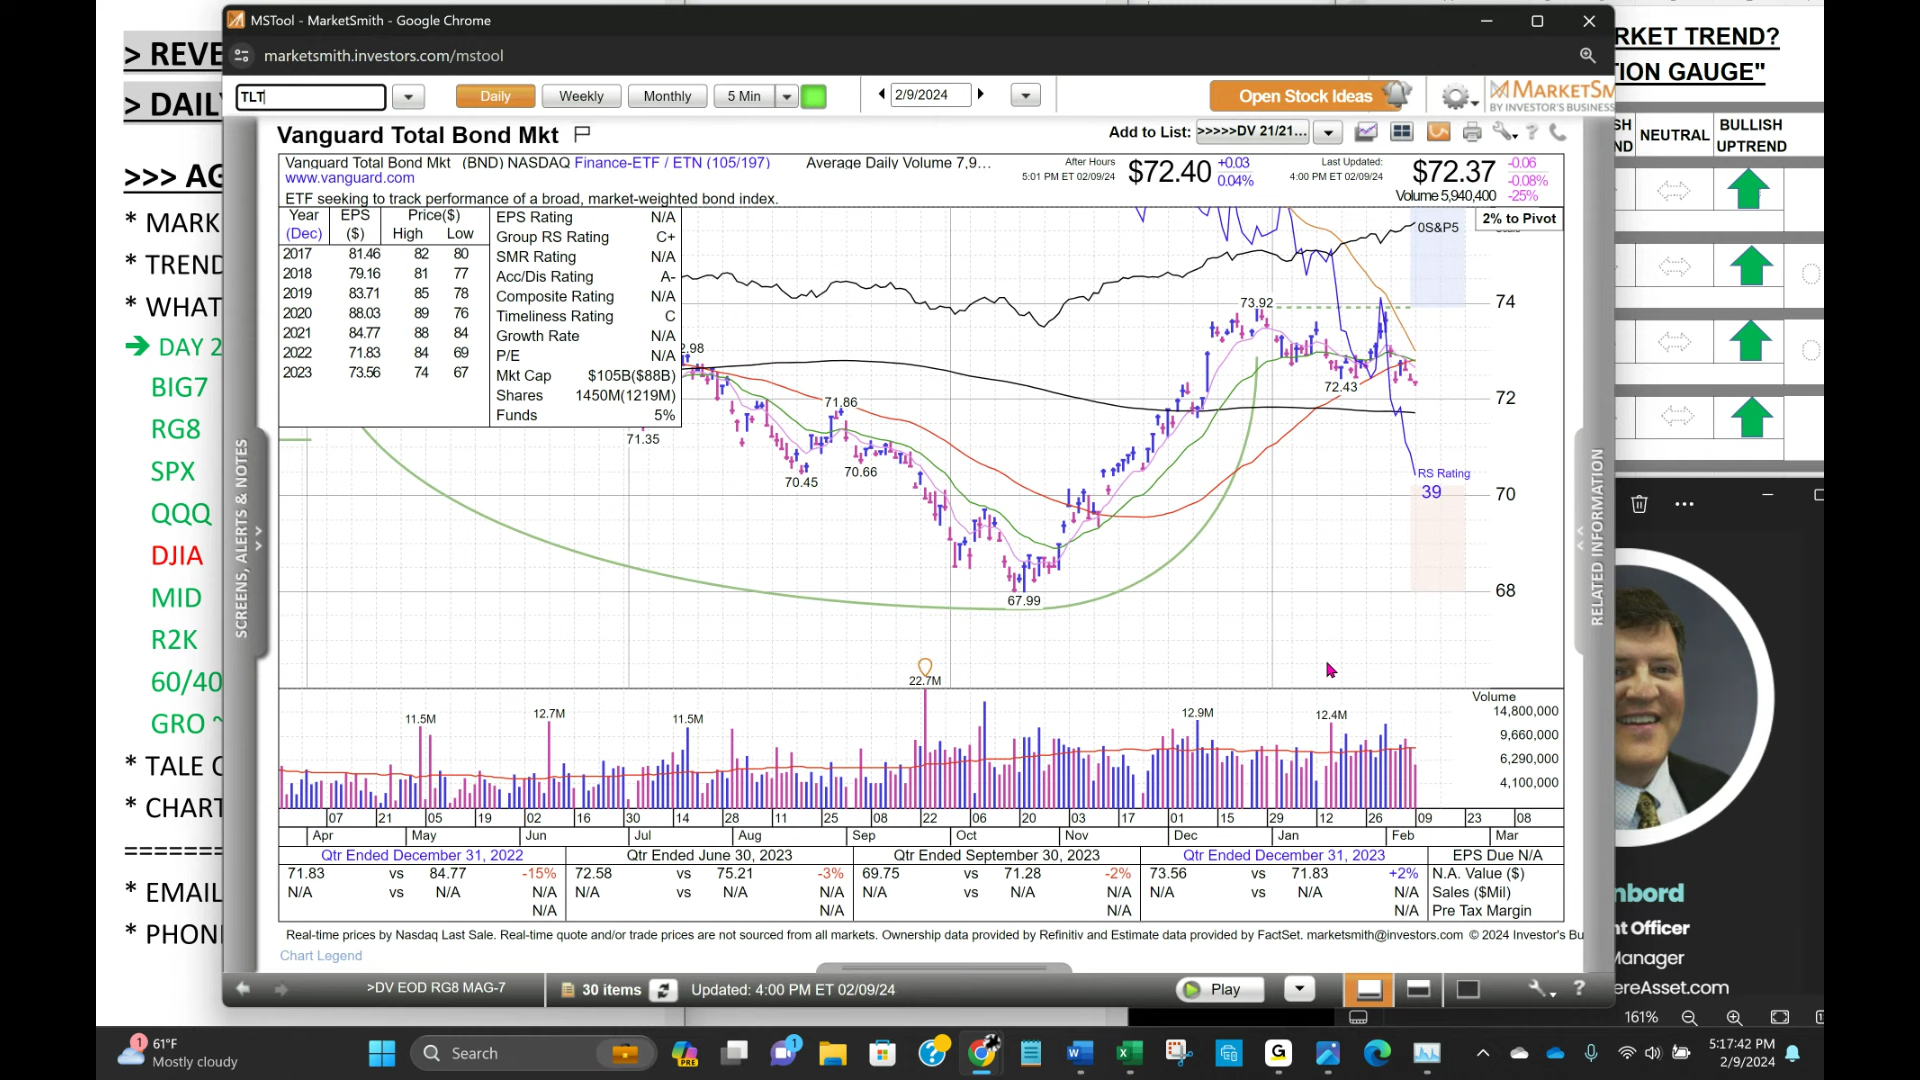 MSTool - MarketSmith - Google Chrome
marketsmith.investors.com/mstool
TLT
Daily
Weekly
Monthly
5 Min
2/9/2024
Open Stock Ideas
MARKETSM
BY INVESTOR'S BUSINESS
Vanguard Total Bond Mkt
Add to List:
>>>>>DV 21/21...
Vanguard Total Bond Mkt (BND) NASDAQ Finance-ETF / ETN (105/197) Average Daily Volume 7,9...
www.vanguard.com
ETF seeking to track performance of a broad, market-weighted bond index.
After Hours
5:01 PM ET 02/09/24
$72.40
+0.03
0.04%
Last Updated:
4:00 PM ET 02/09/24
$72.37
-0.06
-0.08%
Volume 5,940,400 -25%
Year EPS Price($)
(Dec) ($) High Low
2017 81.46 82 80
2018 79.16 81 77
2019 83.71 85 78
2020 88.03 89 76
2021 84.77 88 84
2022 71.83 84 69
2023 73.56 74 67
EPS Rating N/A
Group RS Rating C+
SMR Rating N/A
Acc/Dis Rating A-
Composite Rating N/A
Timeliness Rating C
Growth Rate N/A
P/E N/A
Mkt Cap $105B($88B)
Shares 1450M(1219M)
Funds 5%
2% to Pivot
0S&P5
73.92
74
2.98
72.43
72
71.86
71.35
70.66
70.45
RS Rating
39
70
68
67.99
22.7M
Volume
11.5M
12.7M
11.5M
12.9M
12.4M
14,800,000
9,660,000
6,290,000
4,100,000
07 21 05 19 02 16 30 14 28 11 25 08 22 06 20 03 17 01 15 29 12 26 09 23 08
Apr May Jun Jul Aug Sep Oct Nov Dec Jan Feb Mar
Qtr Ended December 31, 2022 Qtr Ended June 30, 2023 Qtr Ended September 30, 2023 Qtr Ended December 31, 2023 EPS Due N/A
71.83 vs 84.77 -15% 72.58 vs 75.21 -3% 69.75 vs 71.28 -2% 73.56 vs 71.83 +2% N.A. Value ($)
N/A vs N/A N/A N/A vs N/A N/A N/A vs N/A N/A N/A vs N/A N/A Sales ($Mil)
N/A N/A N/A N/A Pre Tax Margin
Real-time prices by Nasdaq Last Sale. Real-time quote and/or trade prices are not sourced from all markets. Ownership data provided by Refinitiv and Estimate data provided by FactSet. marketsmith@investors.com © 2024 Investor's Bu
Chart Legend
SCREENS, ALERTS & NOTES
RELATED INFORMATION
>DV EOD RG8 MAG-7
30 items
Updated: 4:00 PM ET 02/09/24
Play
> REVE
> DAIL
>>> AG
* MARK
* TREND
* WHAT
DAY 2
BIG7
RG8
SPX
QQQ
DJIA
MID
R2K
60/40
GRO ~
* TALE O
* CHART
========
* EMAIL
* PHON
RKET TREND?
ION GAUGE"
SH
ND
NEUTRAL
BULLISH
UPTREND
nbord
nt Officer
Manager
ereAsset.com
161%
1
61°F
Mostly cloudy
Search
PRE
1
5:17:42 PM
2/9/2024